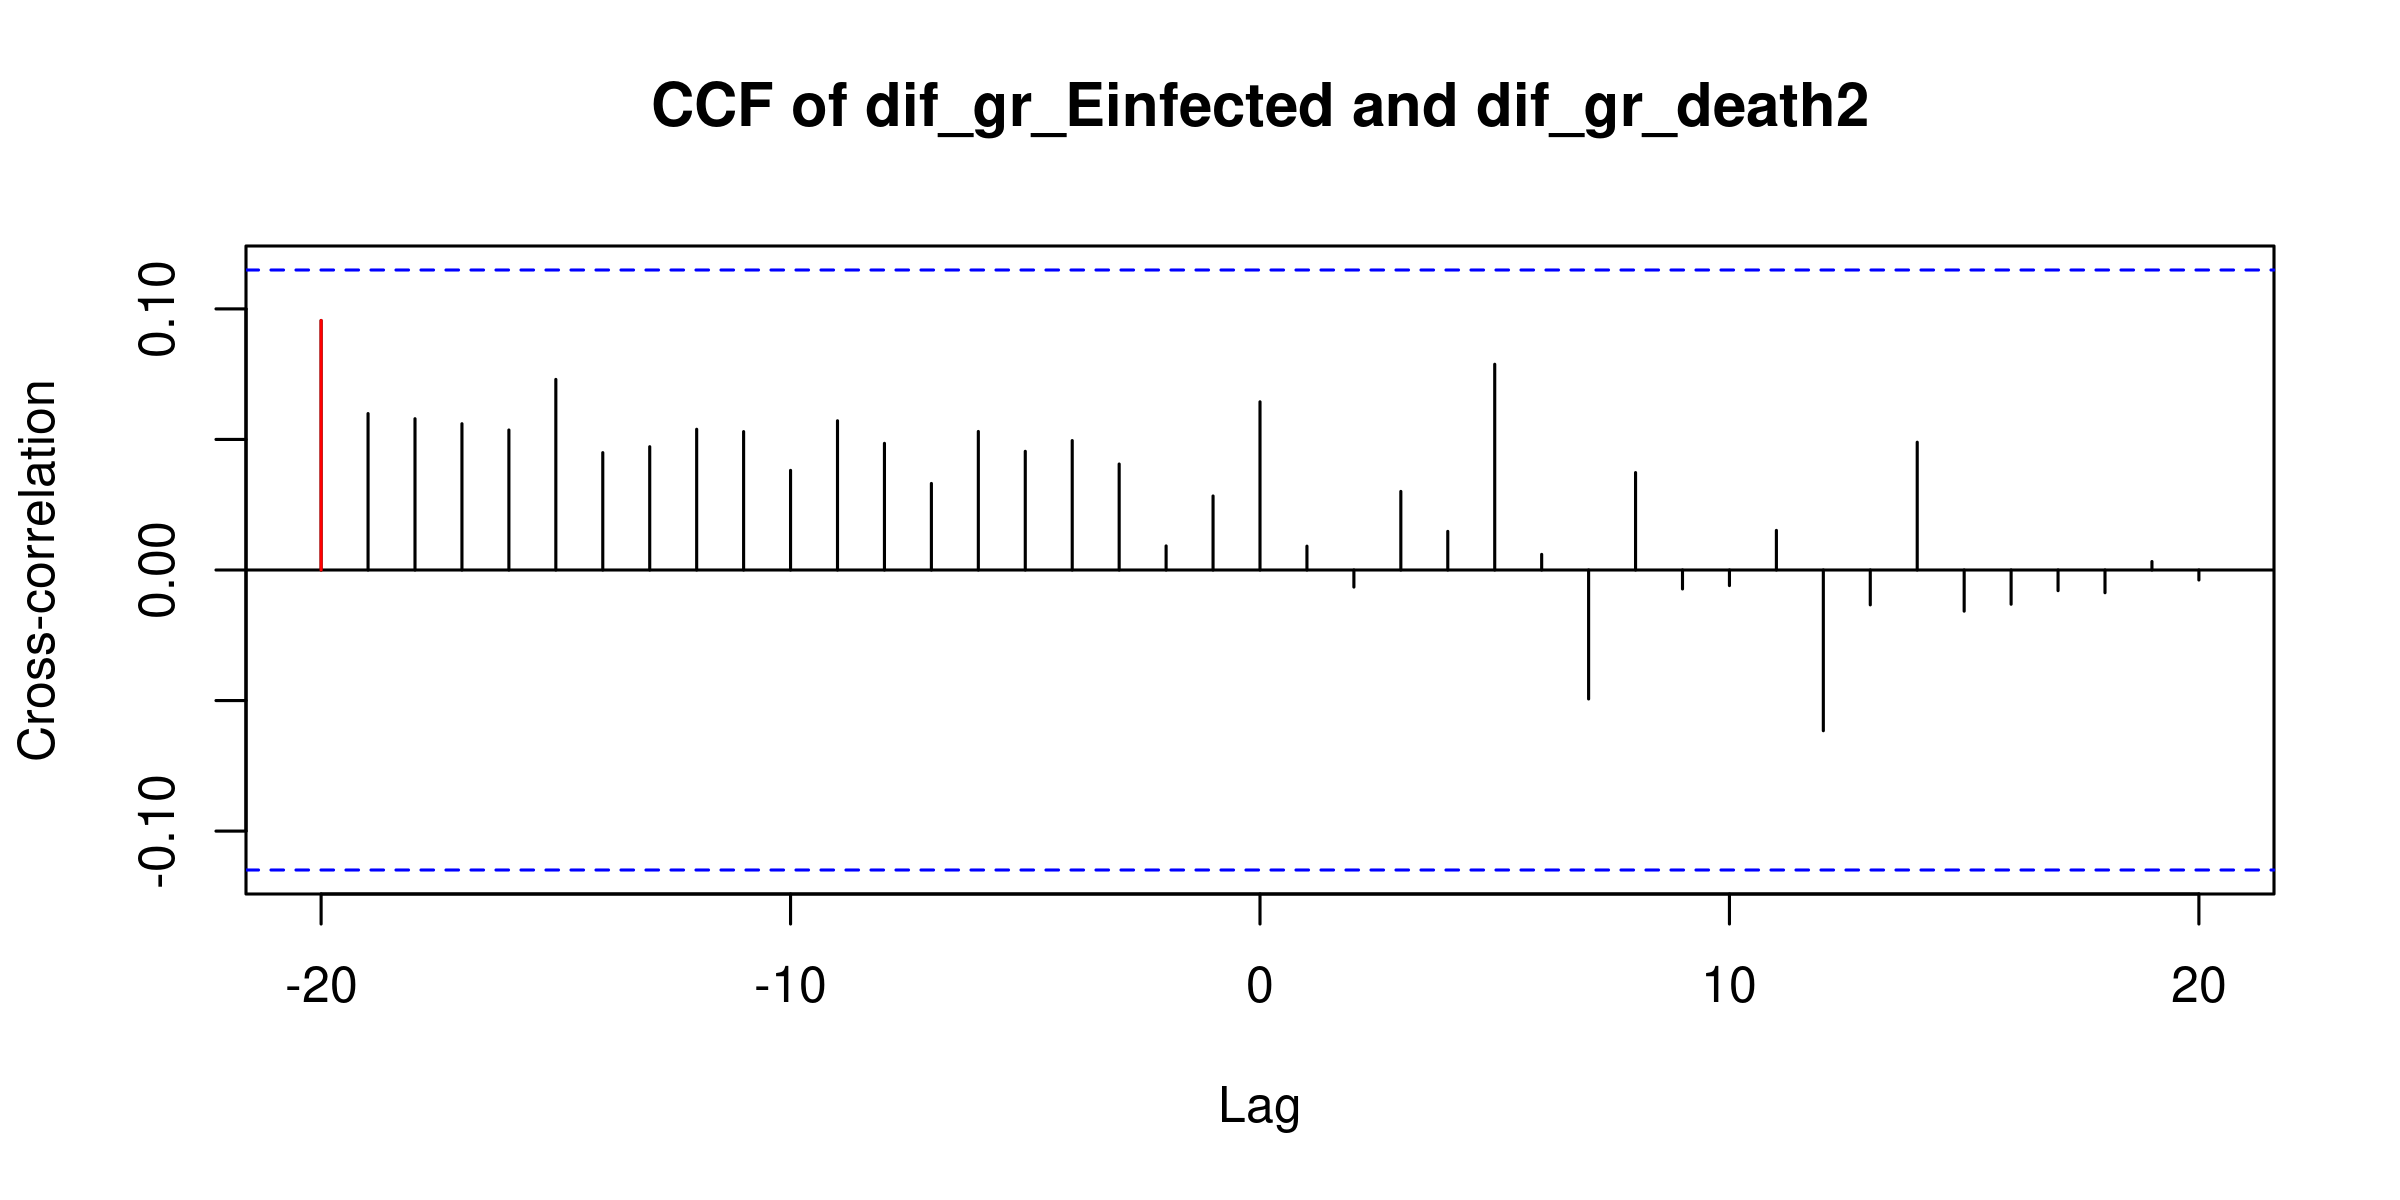 CCF of dif_gr_Einfected and dif_gr_death2
Cross-correlation
0.10
0.00
-0.10
-20 -10 0 10 20
Lag